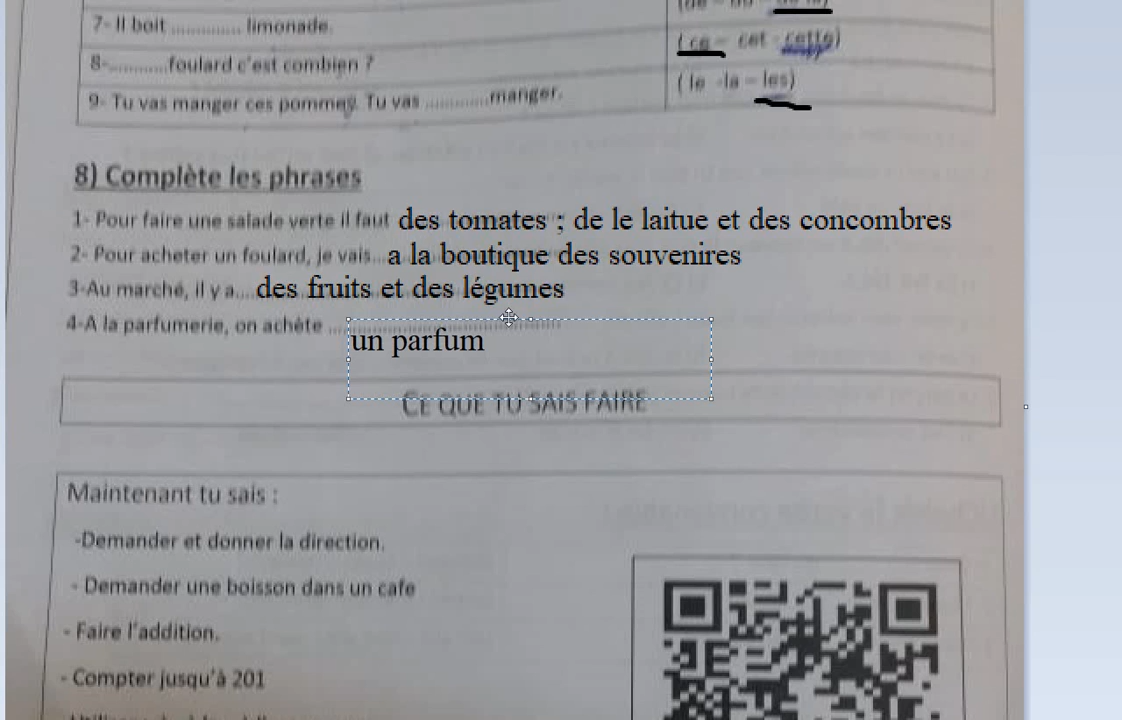 7- Il boit .............. limonade.
( ce - cet - cette)
8-............foulard c'est combien ?
( le -la – les)
9- Tu vas manger ces pommes. Tu vas .............manger.
8) Complète les phrases
1- Pour faire une salade verte il faut des tomates ; de le laitue et des concombres
2- Pour acheter un foulard, je vais... a la boutique des souvenires
3-Au marché, il y a.... des fruits et des légumes
4-A la parfumerie, on achète ..........................................
un parfum
CE QUE TU SAIS FAIRE
Maintenant tu sais :
-Demander et donner la direction.
- Demander une boisson dans un cafe
- Faire l'addition.
- Compter jusqu'à 201